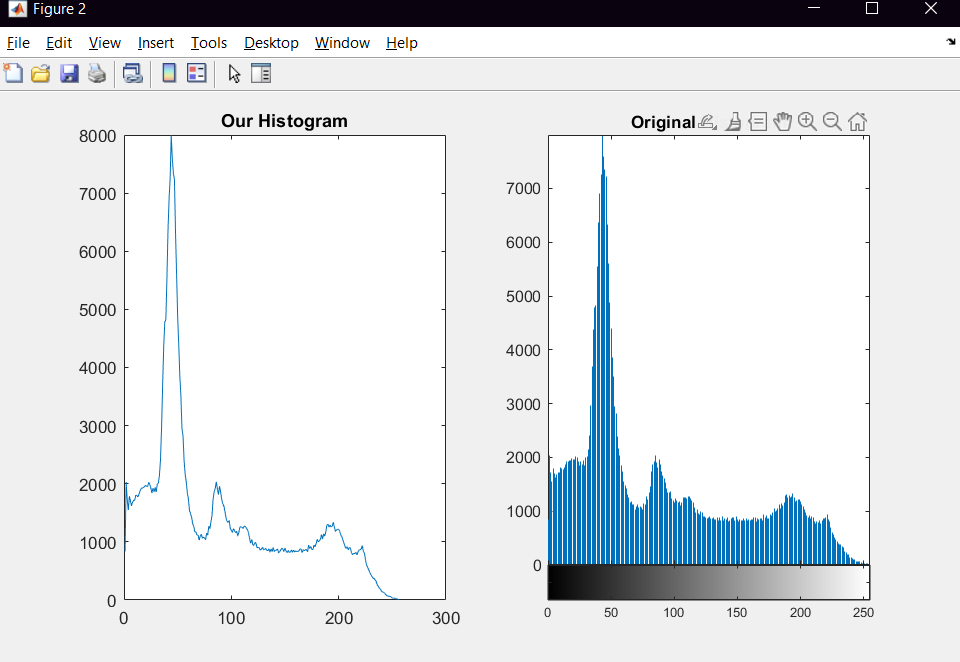 Figure 2
File Edit View Insert Tools Desktop Window Help
Our Histogram
8000
7000
6000
5000
4000
3000
2000
1000
0
0 100 200 300
Original
7000
6000
5000
4000
3000
2000
1000
0
0 50 100 150 200 250